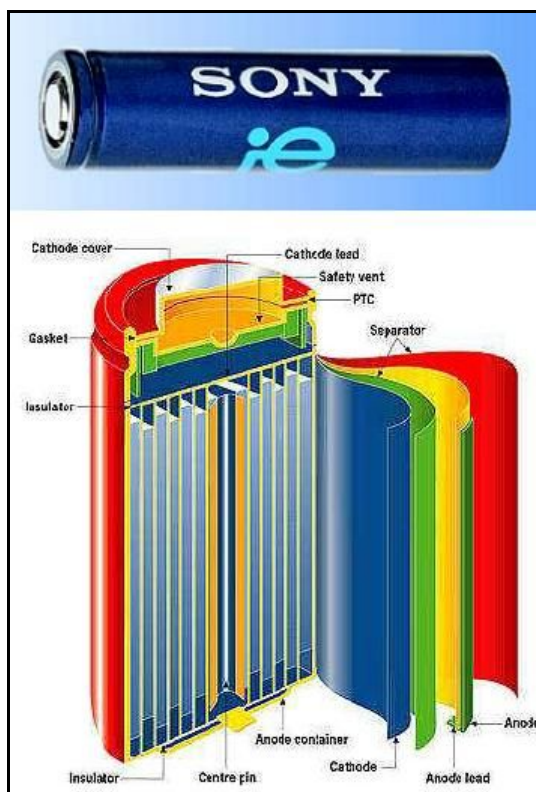 SONY
ie
Cathode cover
Cathode lead
Safety vent
PTC
Gasket
Separator
Insulator
Anode container
Anode
Insulator
Centre pin
Cathode
Anode lead